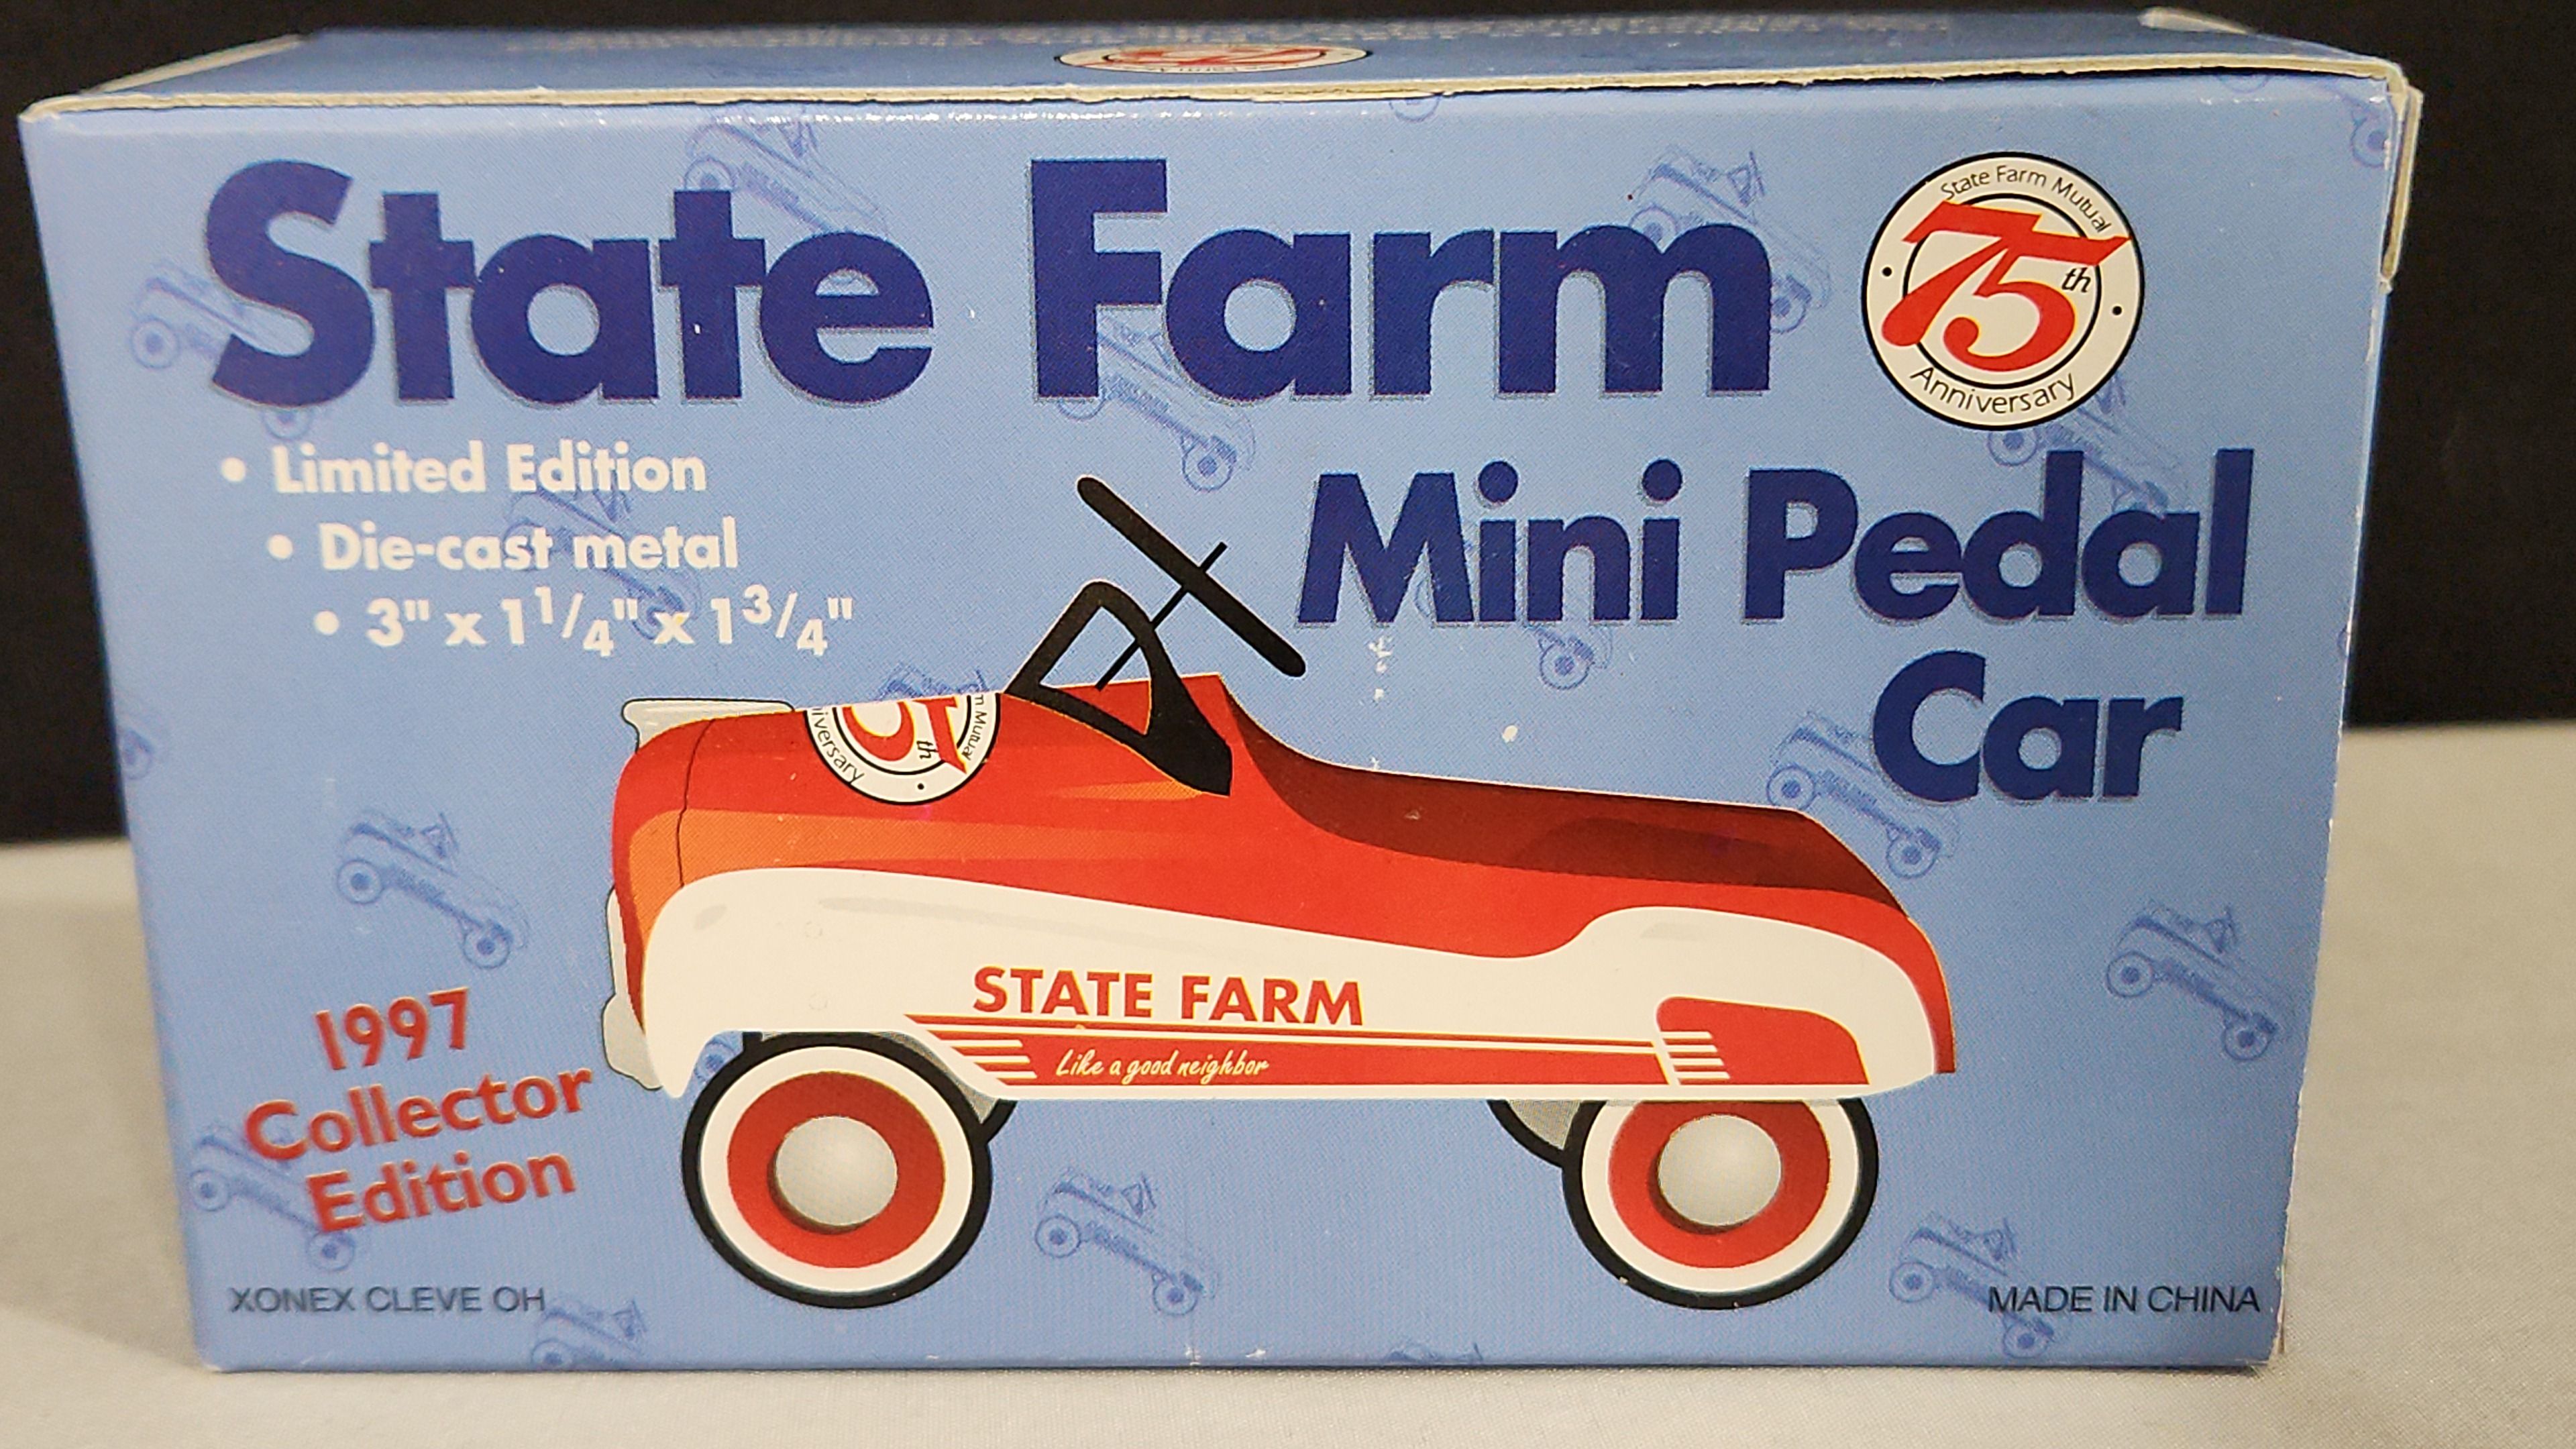 State Farm
State Farm Mutual
75th
Anniversary
• Limited Edition
• Die-cast metal
• 3" x 1 1/4" x 1 3/4"
Mini Pedal
Car
STATE FARM
Like a good neighbor
1997
Collector
Edition
XONEX CLEVE OH
MADE IN CHINA